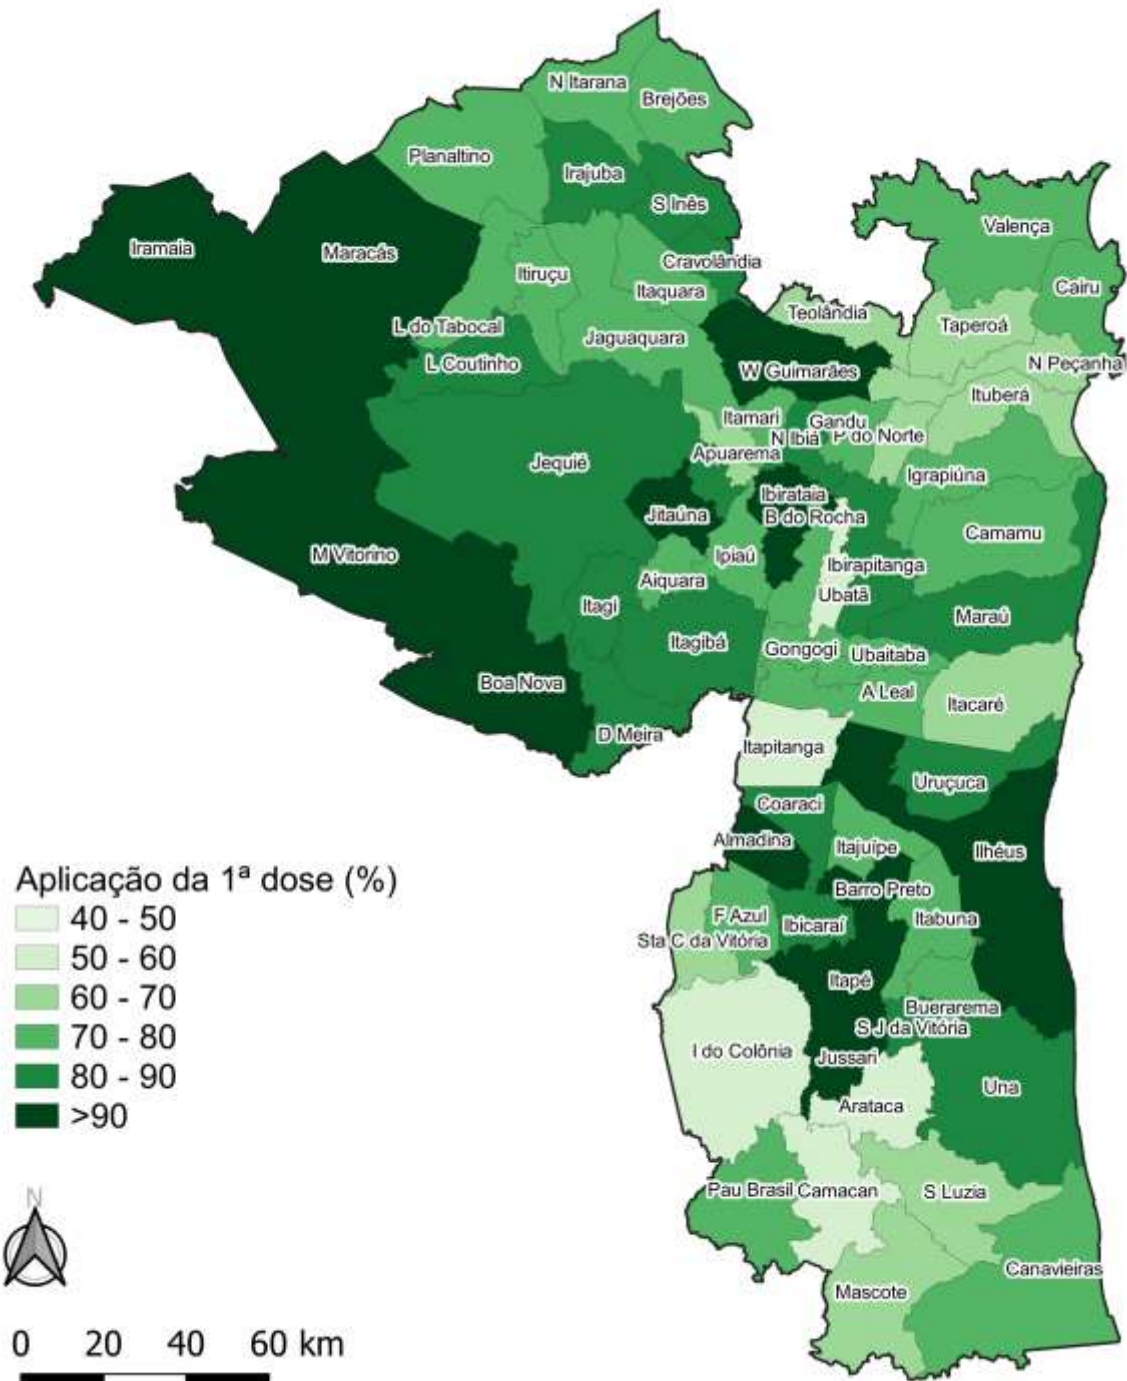 N Itarana
Brejões
Planaltino
Irajuba
S Inês
Valença
Iramaia
Maracás
Cravolândia
Itiruçu
Itaquara
Cairu
Teolândia
Taperoá
L do Tabocal
Jaguaquara
L Coutinho
W Guimarães
N Peçanha
Ituberá
Itamari
Gandu
N Ibiá
P do Norte
Apuarema
Jequié
Igrapiúna
Ibirataia
Jitaúna
B do Rocha
Camamu
M Vitorino
Ipiaú
Ibirapitanga
Aiquara
Ubatã
Itagi
Maraú
Itagibá
Gongogi
Ubaitaba
Boa Nova
A Leal
Itacaré
D Meira
Itapitanga
Uruçuca
Coaraci
Almadina
Itajuípe
Ilhéus
Barro Preto
F Azul
Ibicaraí
Itabuna
Sta C da Vitória
Itapé
Buerarema
S J da Vitória
I do Colônia
Jussari
Una
Arataca
Pau Brasil
Camacan
S Luzia
Canavieiras
Mascote
Aplicação da 1ª dose (%)
40 - 50
50 - 60
60 - 70
70 - 80
80 - 90
>90
N
0 20 40 60 km